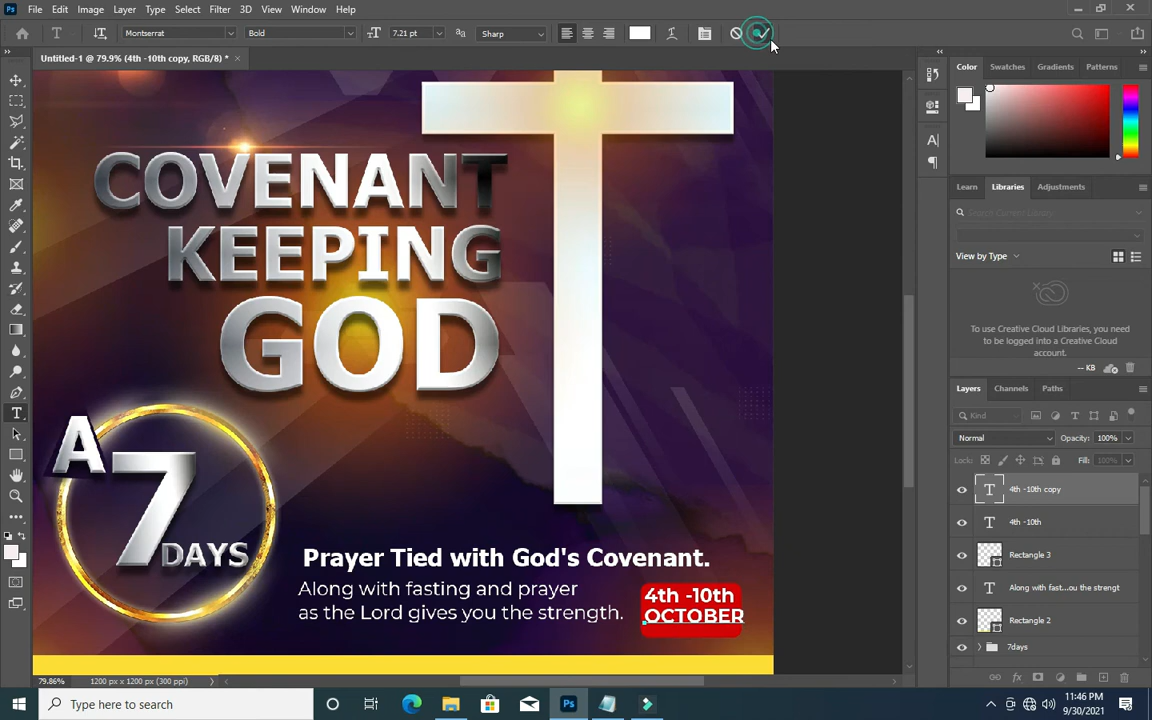 File Edit Image Layer Type Select Filter 3D View Window Help
Montserrat Bold 7.21 pt Sharp
Untitled-1 @ 79.9% (4th -10th copy, RGB/8) *
COVENANT
KEEPING
GOD
A
7
DAYS
Prayer Tied with God's Covenant.
Along with fasting and prayer
as the Lord gives you the strength.
4th -10th
OCTOBER
Color Swatches Gradients Patterns
Learn Libraries Adjustments
Search Current Library
View by Type
To use Creative Cloud Libraries, you need
to be logged into a Creative Cloud
account.
-- KB
Layers Channels Paths
Kind
Normal Opacity: 100%
Lock: Fill: 100%
T 4th -10th copy
T 4th -10th
Rectangle 3
T Along with fast...ou the strengt
Rectangle 2
7days
79.86% 1200 px x 1200 px (300 ppi)
Type here to search
11:46 PM
9/30/2021